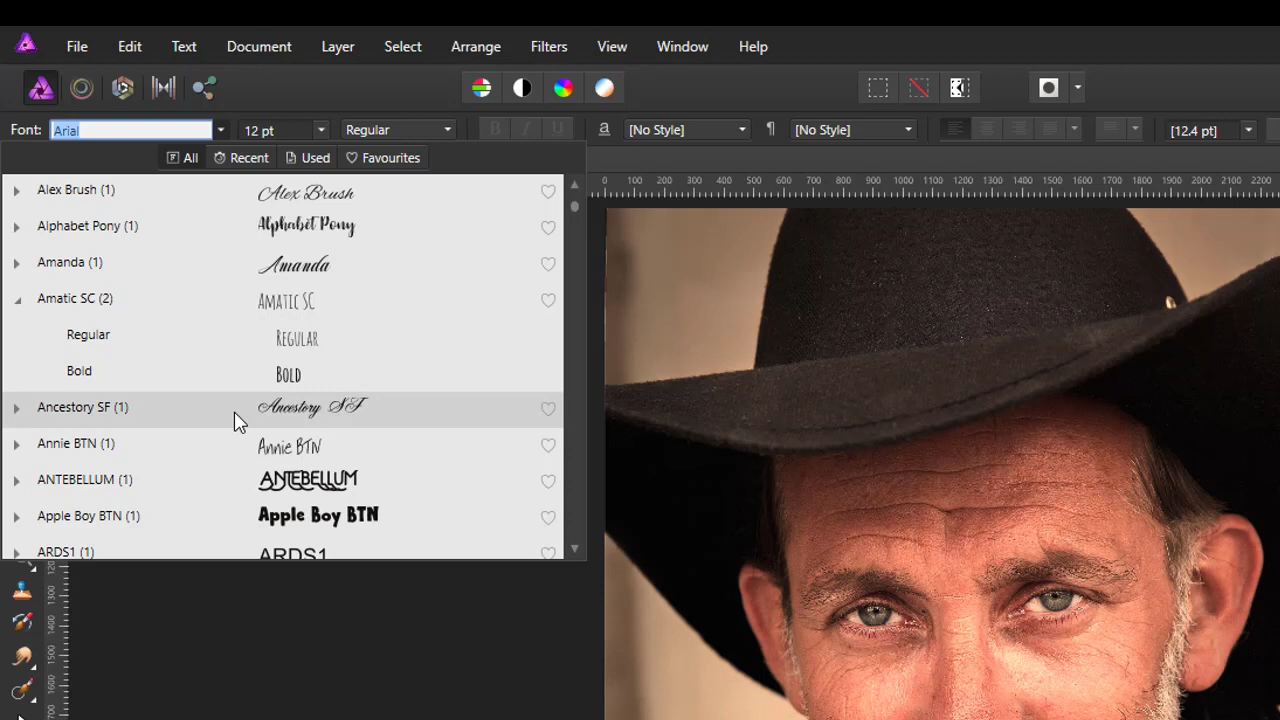 File Edit Text Document Layer Select Arrange Filters View Window Help
Font: Arial 12 pt Regular B I U a [No Style] ¶ [No Style] [12.4 pt]
All Recent Used Favourites
0 100 200 300 400 500 600 700 800 900 1000 1100 1200 1300 1400 1500 1600 1700 1800 1900 2000 2100 2200
Alex Brush (1) Alex Brush
Alphabet Pony (1) Alphabet Pony
Amanda (1) Amanda
Amatic SC (2) AMATIC SC
Regular REGULAR
Bold BOLD
Ancestory SF (1) Ancestory SF
Annie BTN (1) Annie BTN
ANTEBELLUM (1) ANTEBELLUM
Apple Boy BTN (1) Apple Boy BTN
ARDS1 (1) ARDS1
1300
1400
1500
1600